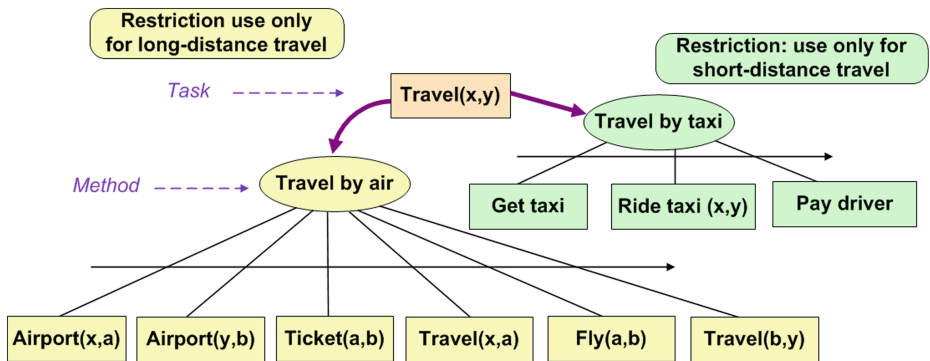 Restriction use only
for long-distance travel
Restriction: use only for
short-distance travel
Task
Travel(x,y)
Travel by taxi
Method
Travel by air
Get taxi
Ride taxi (x,y)
Pay driver
Airport(x,a)
Airport(y,b)
Ticket(a,b)
Travel(x,a)
Fly(a,b)
Travel(b,y)